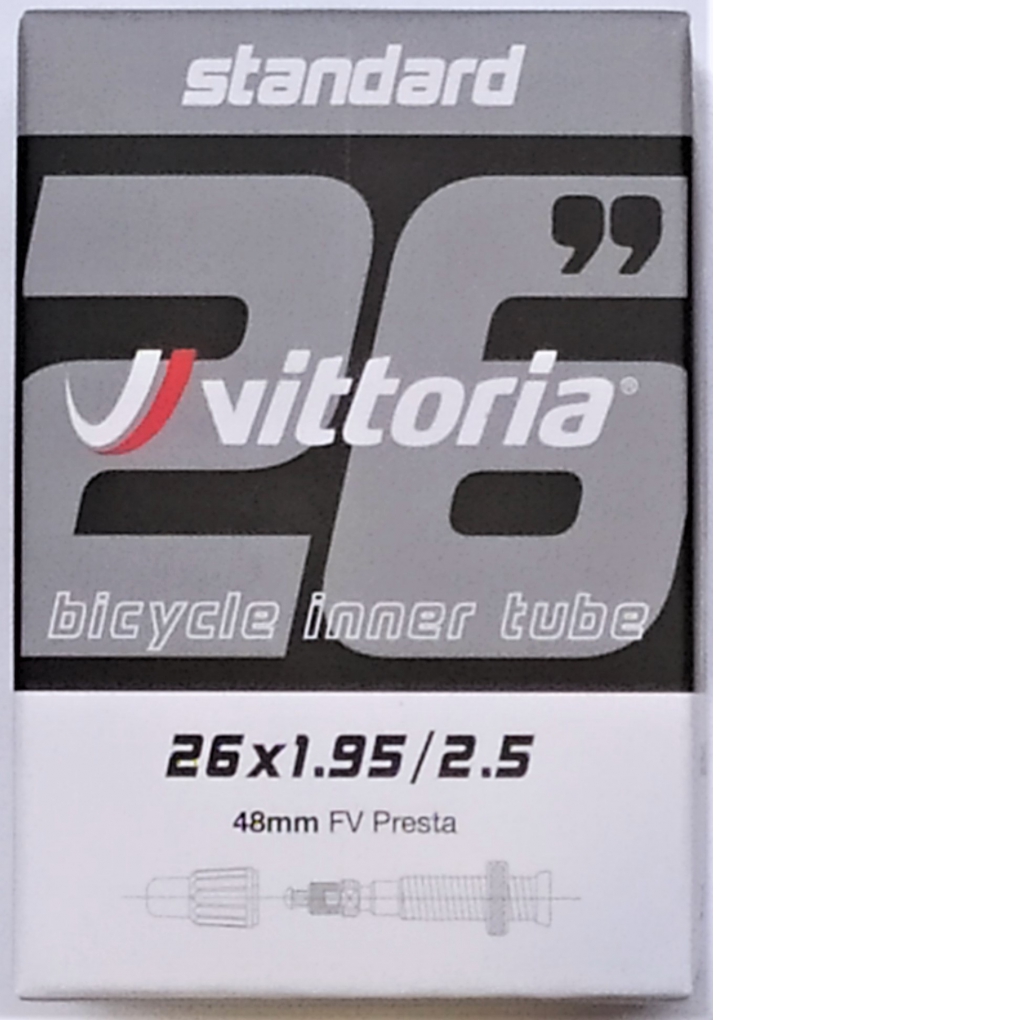 standard
26”
vittoria®
bicycle inner tube
26x1.95/2.5
48mm FV Presta